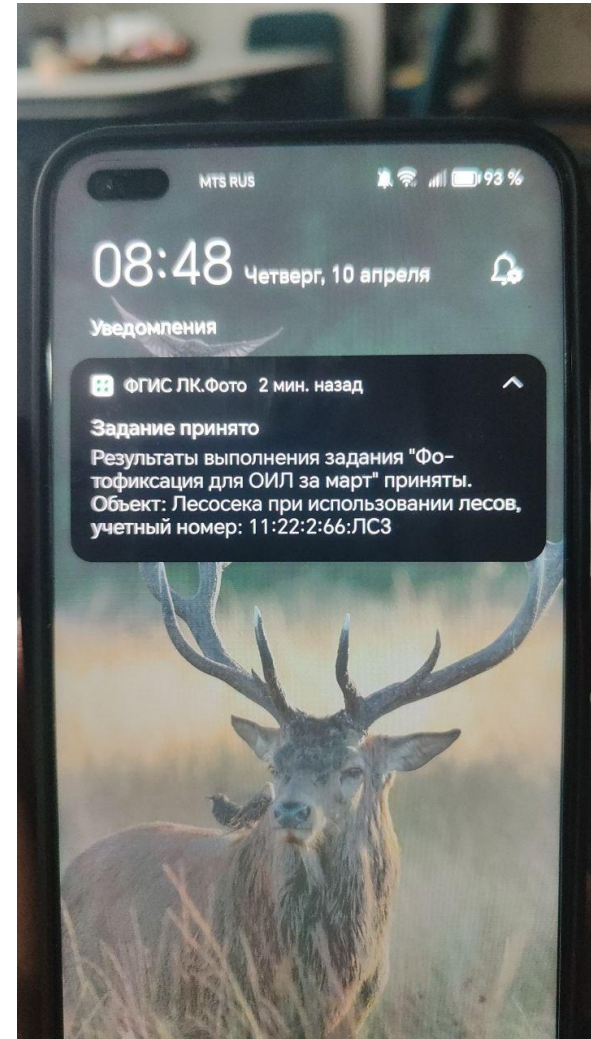 MTS RUS 93 %
08:48 Четверг, 10 апреля
Уведомления
ФГИС ЛК.Фото 2 мин. назад
Задание принято
Результаты выполнения задания "Фо-
тофиксация для ОИЛ за март" приняты.
Объект: Лесосека при использовании лесов,
учетный номер: 11:22:2:66:ЛС3